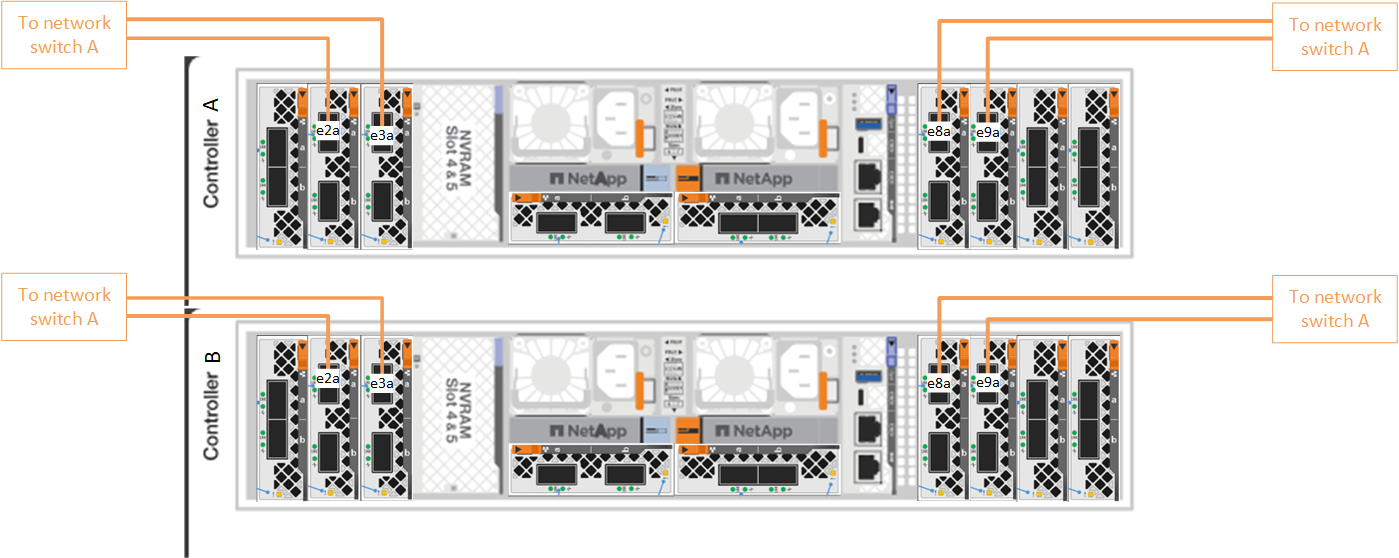 To network
switch A
To network
switch A
Controller A
e2a
e3a
a
b
NVRAM
Slot 4 & 5
NetApp
NetApp
a
b
a
b
e8a
e9a
a
b
To network
switch A
To network
switch A
Controller B
e2a
e3a
a
b
NVRAM
Slot 4 & 5
NetApp
NetApp
a
b
a
b
e8a
e9a
a
b